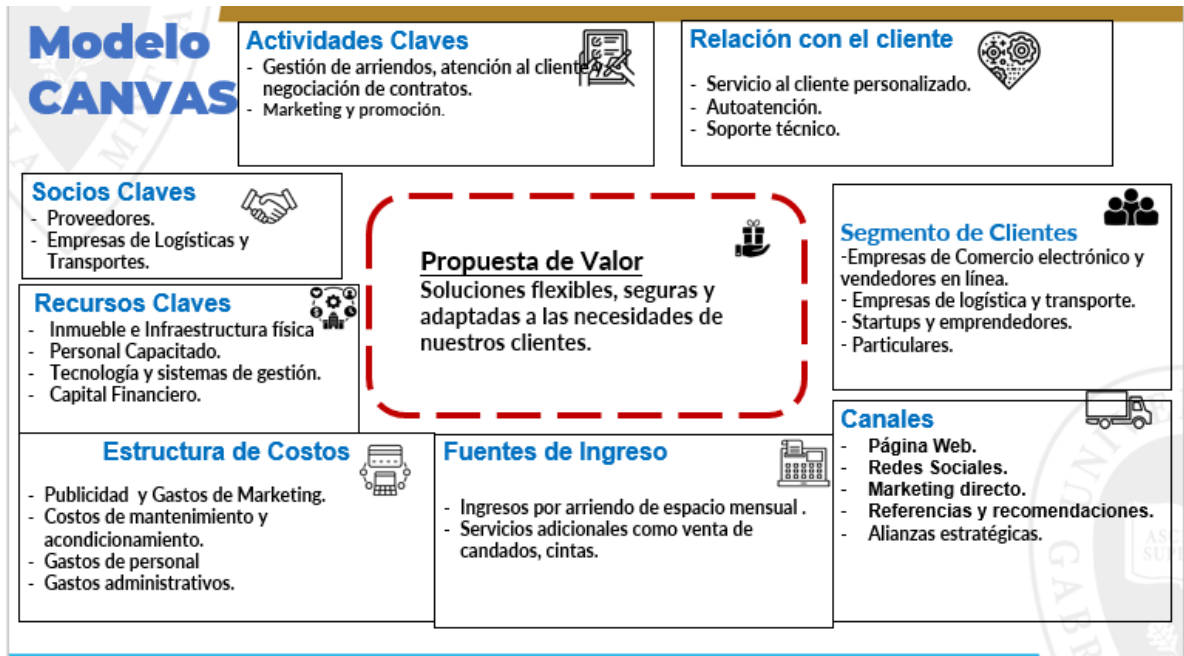 Modelo
CANVAS
Actividades Claves
- Gestión de arriendos, atención al cliente y
negociación de contratos.
- Marketing y promoción.
Relación con el cliente
- Servicio al cliente personalizado.
- Autoatención.
- Soporte técnico.
Socios Claves
- Proveedores.
- Empresas de Logísticas y
Transportes.
Propuesta de Valor
Soluciones flexibles, seguras y
adaptadas a las necesidades de
nuestros clientes.
Segmento de Clientes
-Empresas de Comercio electrónico y
vendedores en línea.
- Empresas de logística y transporte.
- Startups y emprendedores.
- Particulares.
Recursos Claves
- Inmueble e Infraestructura física
- Personal Capacitado.
- Tecnología y sistemas de gestión.
- Capital Financiero.
Estructura de Costos
- Publicidad y Gastos de Marketing.
- Costos de mantenimiento y
acondicionamiento.
- Gastos de personal
- Gastos administrativos.
Fuentes de Ingreso
- Ingresos por arriendo de espacio mensual .
- Servicios adicionales como venta de
candados, cintas.
Canales
- Página Web.
- Redes Sociales.
- Marketing directo.
- Referencias y recomendaciones.
- Alianzas estratégicas.